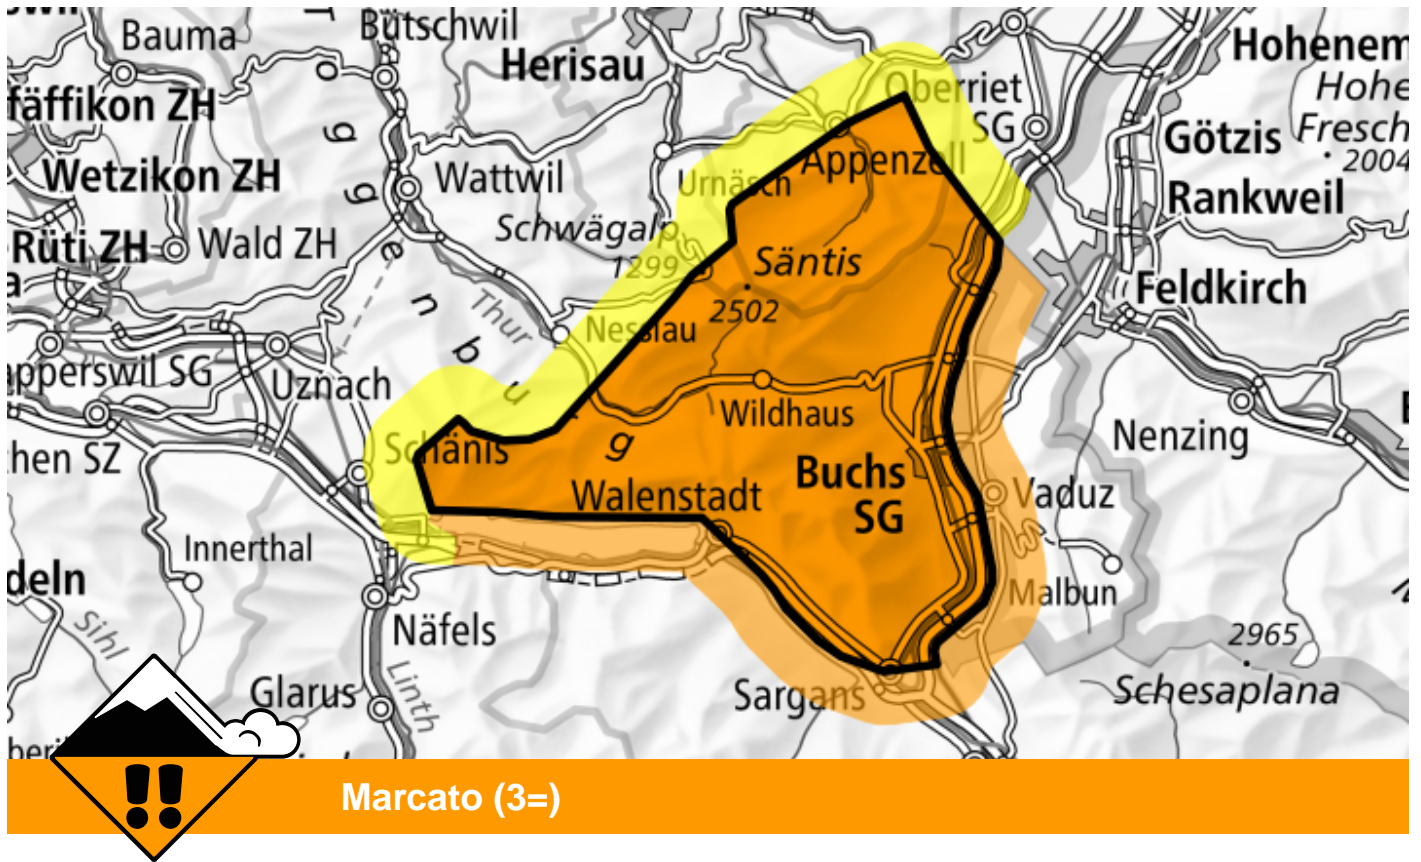 Bauma
Bütschwil
Herisau
Hohenem
Hohe
Fresch
2004
Oberriet
SG
Götzis
fäffikon ZH
Wetzikon ZH
Wattwil
Urnäsch
Appenzell
Rankweil
Rüti ZH
Wald ZH
Schwägalp
1299
Säntis
2502
Feldkirch
T o g g e n b u r g
Thur
Nesslau
apperswil SG
Uznach
Wildhaus
Nenzing
hen SZ
Schänis
Walenstadt
Buchs
SG
Vaduz
Innerthal
Malbun
deln
Sihl
Näfels
2965
Schesaplana
Glarus
Linth
Sargans
Marcato (3=)